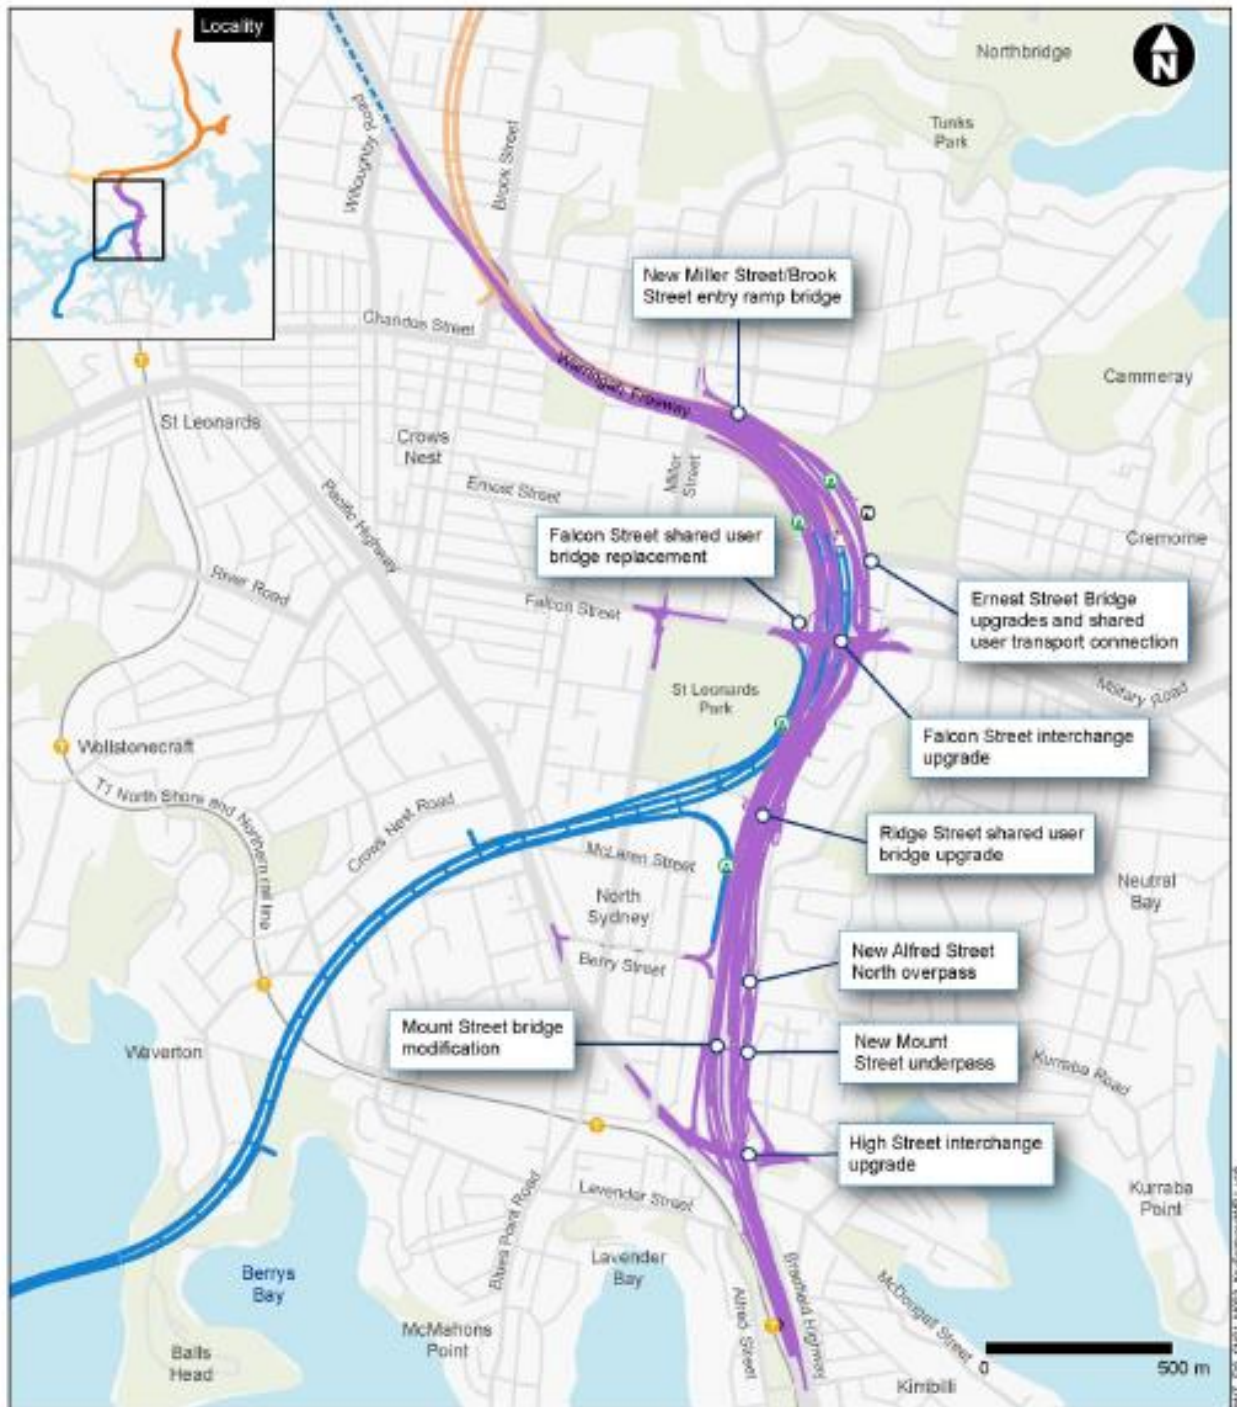 Locality
N
Northbridge
Tunks
Park
Willoughby Road
Brook Street
New Miller Street/Brook
Street entry ramp bridge
Chandos Street
Warringah Freeway
Cammeray
St Leonards
Crows
Nest
Miller
Street
Ernest Street
Pacific Highway
Falcon Street shared user
bridge replacement
Cremorne
River Road
Falcon Street
Ernest Street Bridge
upgrades and shared
user transport connection
St Leonards
Park
Military Road
Wollstonecraft
Falcon Street interchange
upgrade
T1 North Shore and Northern rail line
Crows Nest Road
Ridge Street shared user
bridge upgrade
McLaren Street
Neutral
Bay
North
Sydney
New Alfred Street
North overpass
Berry Street
Mount Street bridge
modification
New Mount
Street underpass
Waverton
Kurraba Road
High Street interchange
upgrade
Lavender Street
Kurraba
Point
Blues Point Road
Lavender
Bay
Berrys
Bay
Bradfield Highway
McDougall Street
Alfred Street
McMahons
Point
Balls
Head
0
500 m
Kirribilli